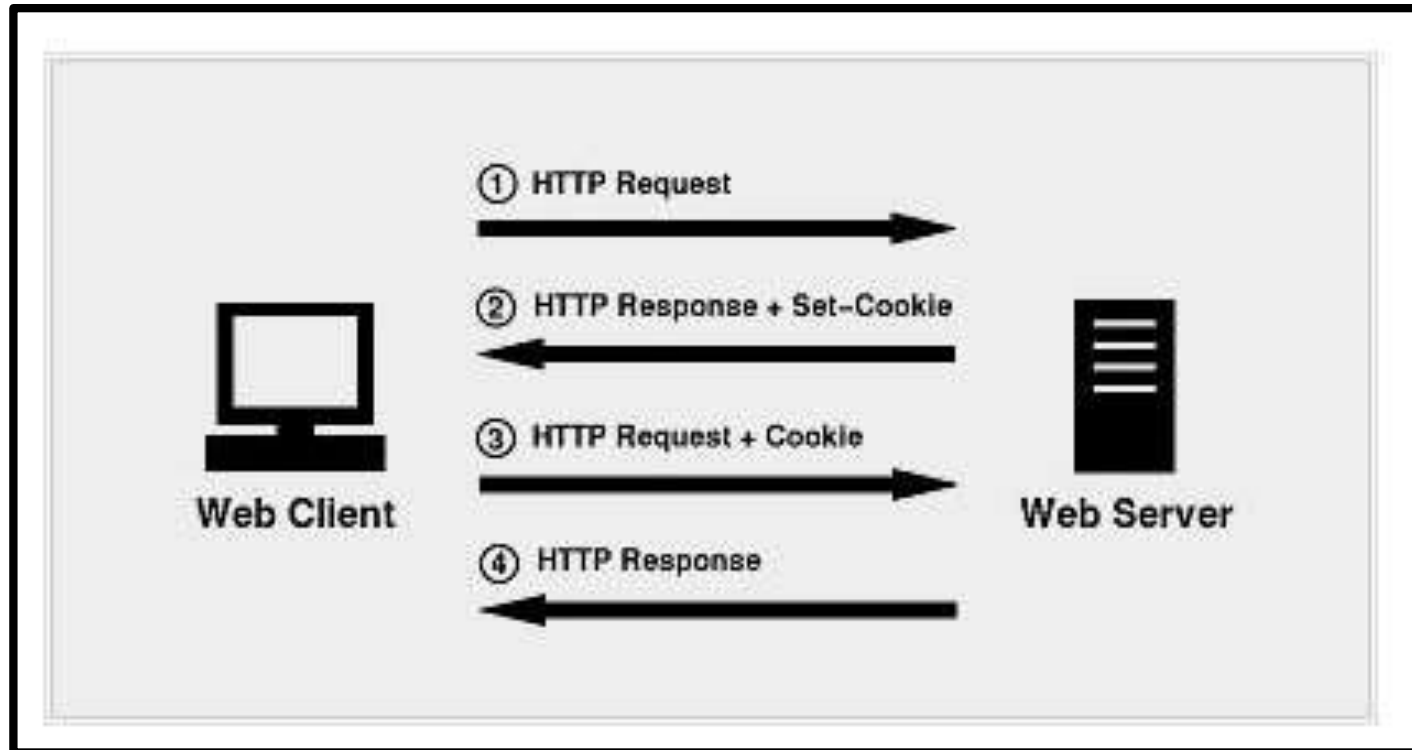 ① HTTP Request
② HTTP Response + Set-Cookie
③ HTTP Request + Cookie
④ HTTP Response
Web Client
Web Server